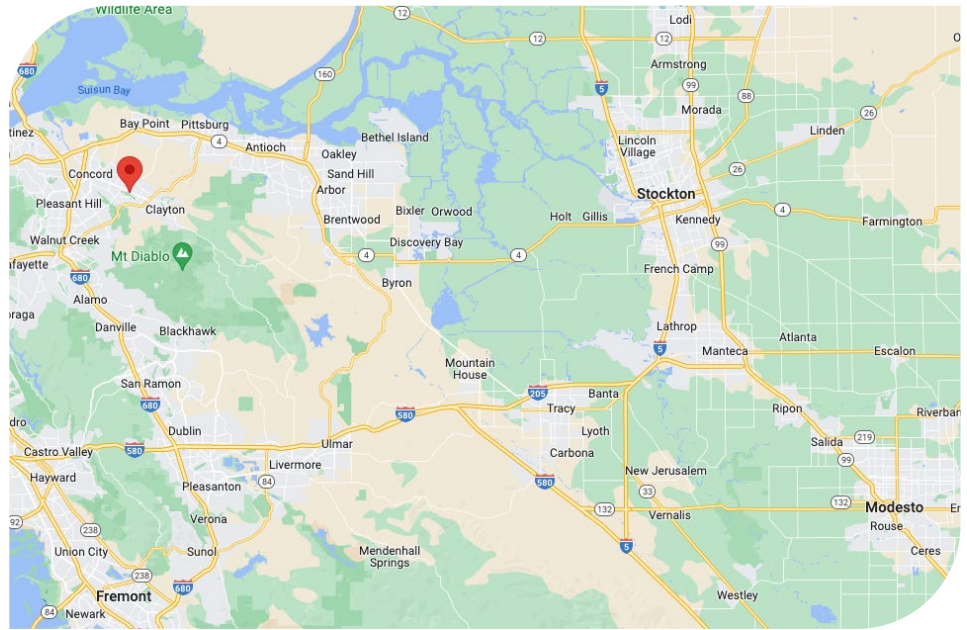 Wildlife Area
12
Lodi
12
12
680
160
Armstrong
99
88
Suisun Bay
5
Morada
26
Bay Point
Pittsburg
4
Antioch
Bethel Island
Lincoln
Village
Linden
tinez
Oakley
Concord
Sand Hill
26
Arbor
Stockton
Pleasant Hill
Clayton
Brentwood
Bixler
Orwood
Holt
Gillis
Kennedy
4
Farmington
Walnut Creek
Discovery Bay
99
Mt Diablo
4
4
afayette
680
Byron
French Camp
Alamo
oraga
Danville
Blackhawk
Lathrop
Atlanta
5
Manteca
Escalon
Mountain
House
San Ramon
205
Banta
680
580
Tracy
Ripon
Riverban
dro
Dublin
Lyoth
Ulmar
Salida
219
Castro Valley
580
Carbona
99
Livermore
Hayward
84
New Jerusalem
Pleasanton
580
33
132
132
Modesto
92
Verona
Vernalis
Rouse
238
Union City
Sunol
Mendenhall
Springs
5
Ceres
238
680
Fremont
Westley
84
Newark